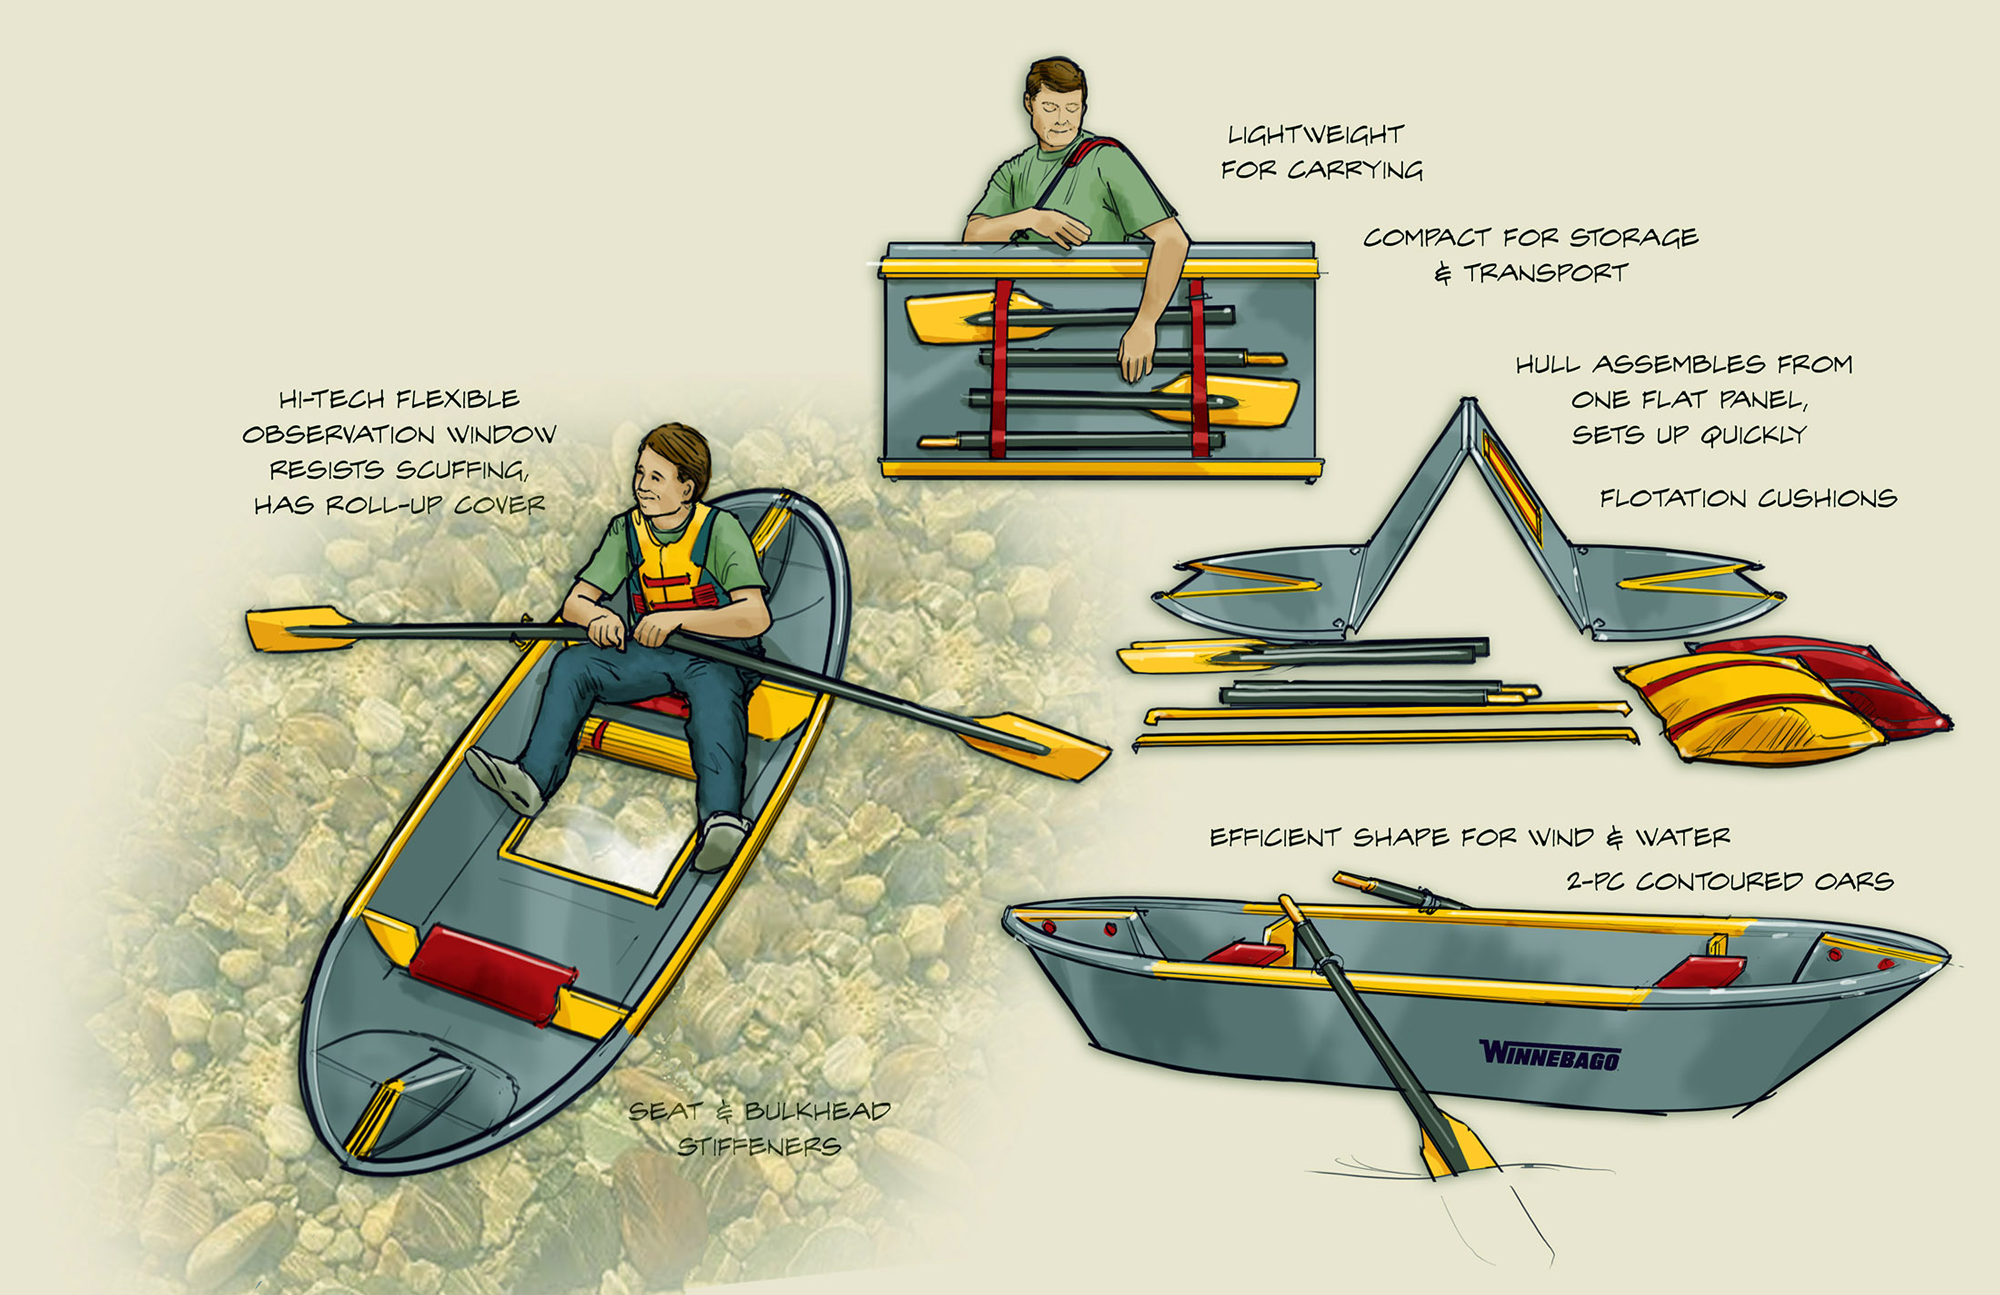 LIGHTWEIGHT
FOR CARRYING
COMPACT FOR STORAGE
& TRANSPORT
HULL ASSEMBLES FROM
ONE FLAT PANEL,
SETS UP QUICKLY
FLOTATION CUSHIONS
HI-TECH FLEXIBLE
OBSERVATION WINDOW
RESISTS SCUFFING,
HAS ROLL-UP COVER
EFFICIENT SHAPE FOR WIND & WATER
2-PC CONTOURED OARS
WINNEBAGO
SEAT & BULKHEAD
STIFFENERS